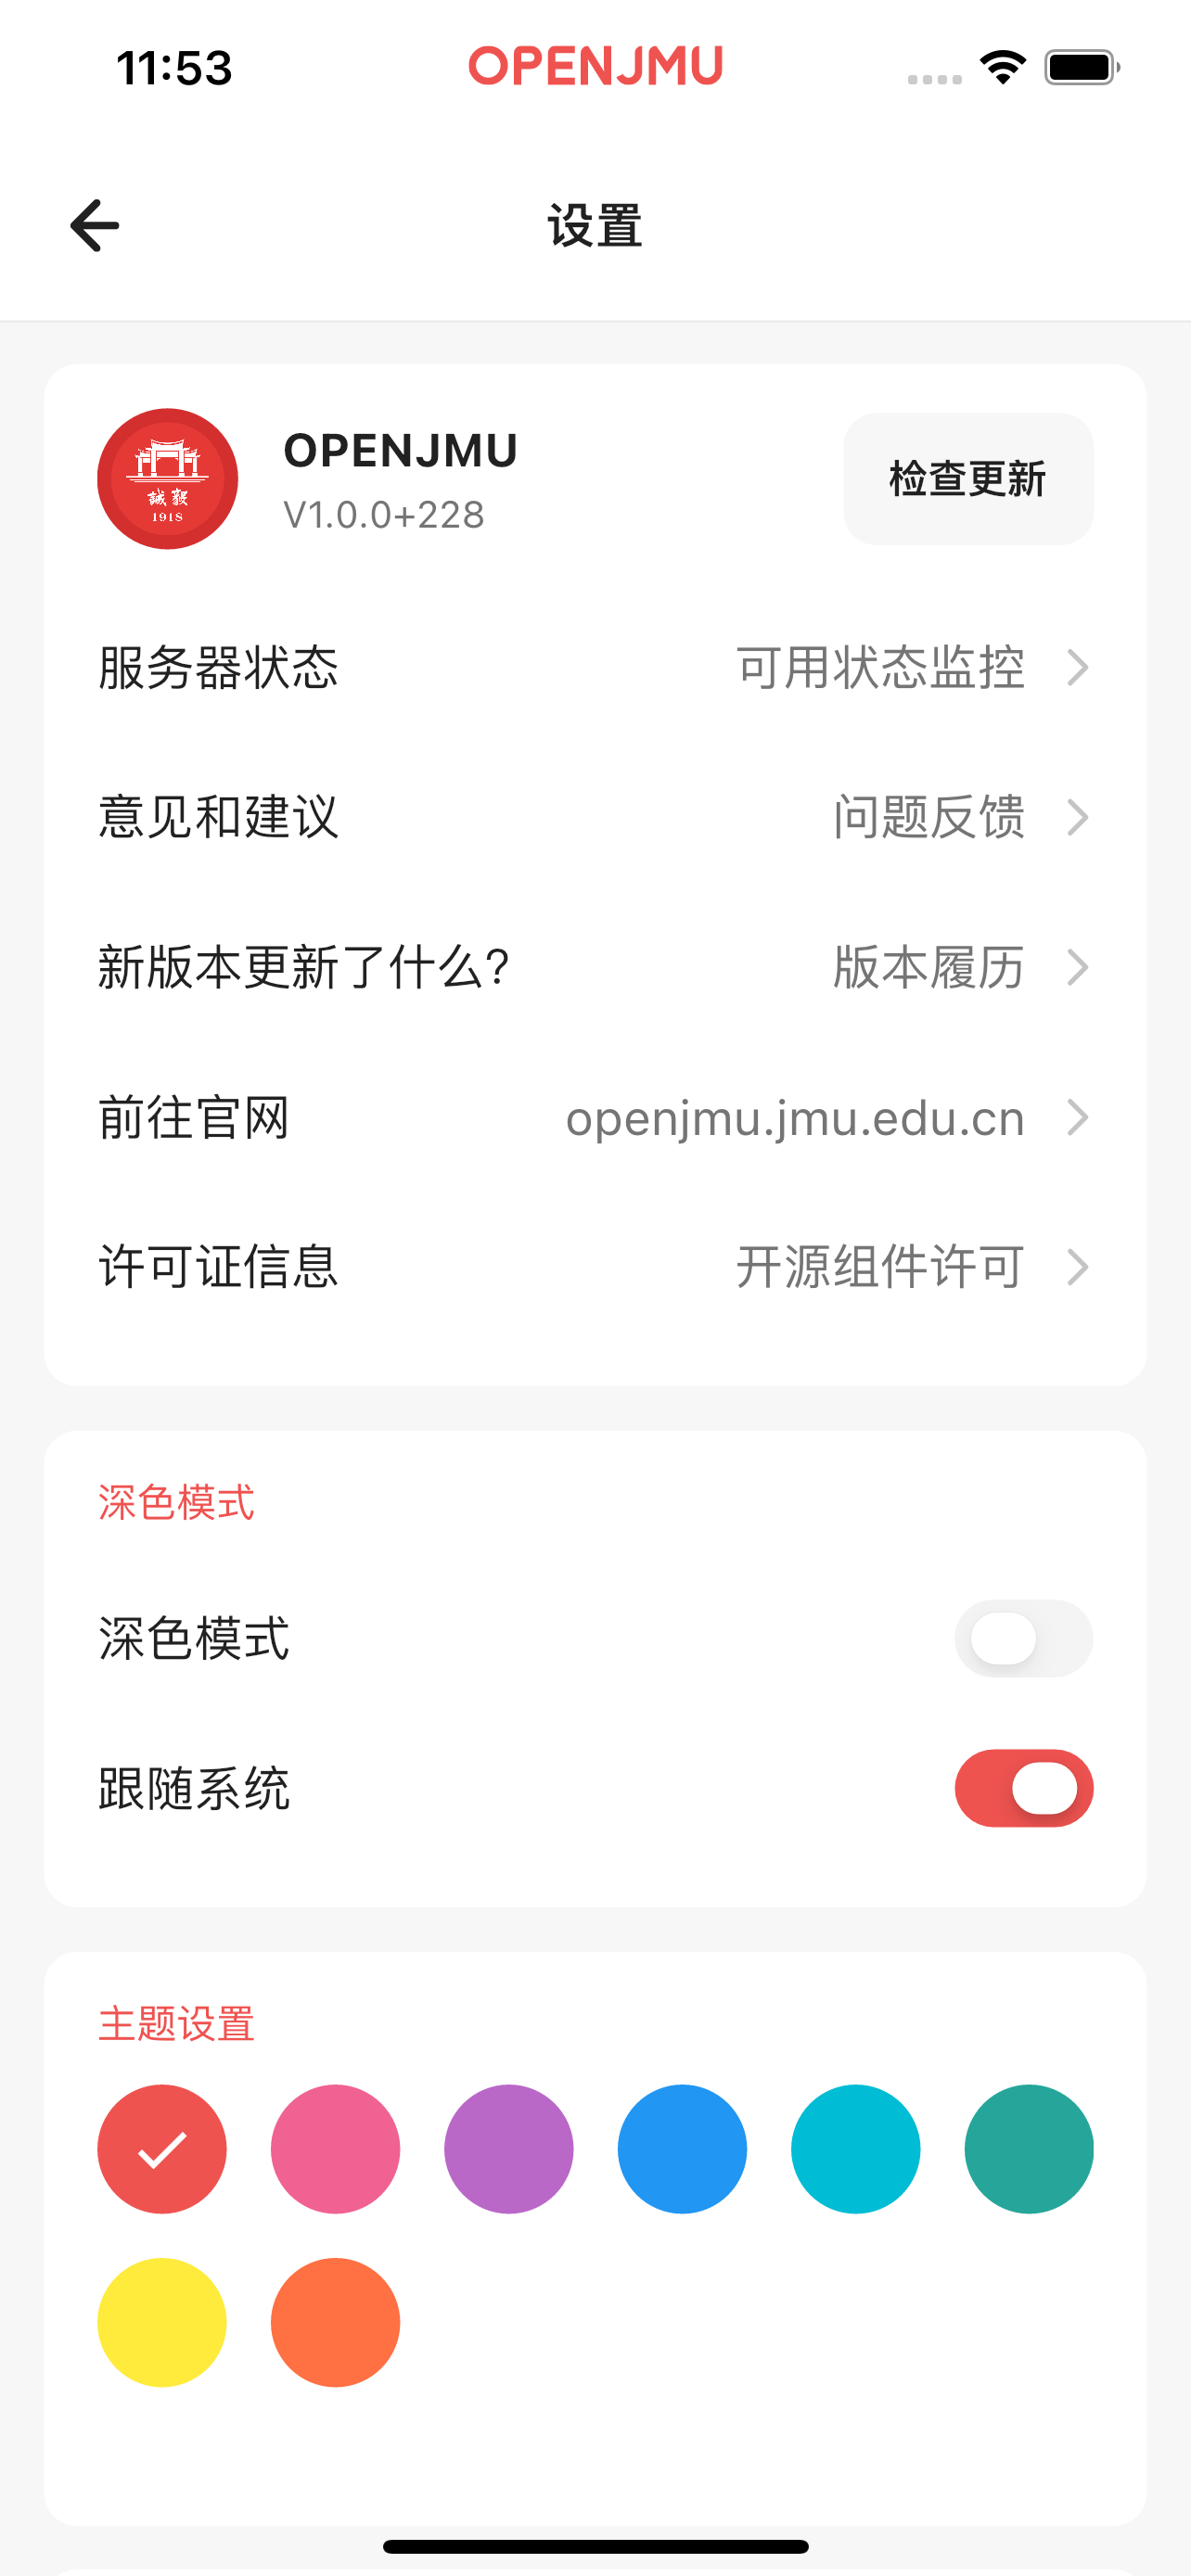 11:53
OPENJMU
设置
誠毅
1918
OPENJMU
V1.0.0+228
检查更新
服务器状态
可用状态监控
意见和建议
问题反馈
新版本更新了什么?
版本履历
前往官网
openjmu.jmu.edu.cn
许可证信息
开源组件许可
深色模式
深色模式
跟随系统
主题设置